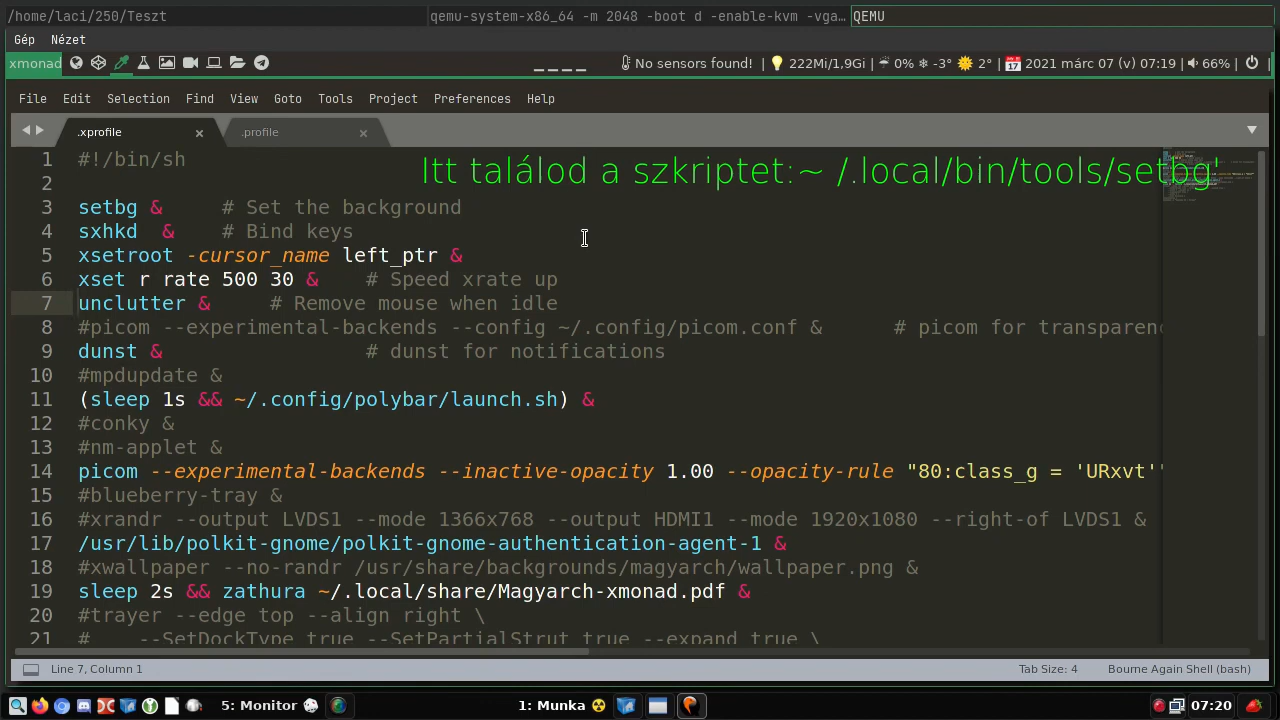 /home/laci/250/Teszt
qemu-system-x86_64 -m 2048 -boot d -enable-kvm -vga…
QEMU
Gép Nézet
xmonad
No sensors found! | 222Mi/1,9Gi | 0% -3° 2° | 2021 márc 07 (v) 07:19 | 66% |
File Edit Selection Find View Goto Tools Project Preferences Help
.xprofile × .profile ×
Itt találod a szkriptet:~ /.local/bin/tools/setbg'
1 #!/bin/sh
2
3 setbg & # Set the background
4 sxhkd & # Bind keys
5 xsetroot -cursor_name left_ptr &
6 xset r rate 500 30 & # Speed xrate up
7 unclutter & # Remove mouse when idle
8 #picom --experimental-backends --config ~/.config/picom.conf & # picom for transparenc
9 dunst & # dunst for notifications
10 #mpdupdate &
11 (sleep 1s && ~/.config/polybar/launch.sh) &
12 #conky &
13 #nm-applet &
14 picom --experimental-backends --inactive-opacity 1.00 --opacity-rule "80:class_g = 'URxvt''
15 #blueberry-tray &
16 #xrandr --output LVDS1 --mode 1366x768 --output HDMI1 --mode 1920x1080 --right-of LVDS1 &
17 /usr/lib/polkit-gnome/polkit-gnome-authentication-agent-1 &
18 #xwallpaper --no-randr /usr/share/backgrounds/magyarch/wallpaper.png &
19 sleep 2s && zathura ~/.local/share/Magyarch-xmonad.pdf &
20 #trayer --edge top --align right \
21 # --SetDockType true --SetPartialStrut true --expand true \
Line 7, Column 1
Tab Size: 4
Bourne Again Shell (bash)
5: Monitor
1: Munka
07:20